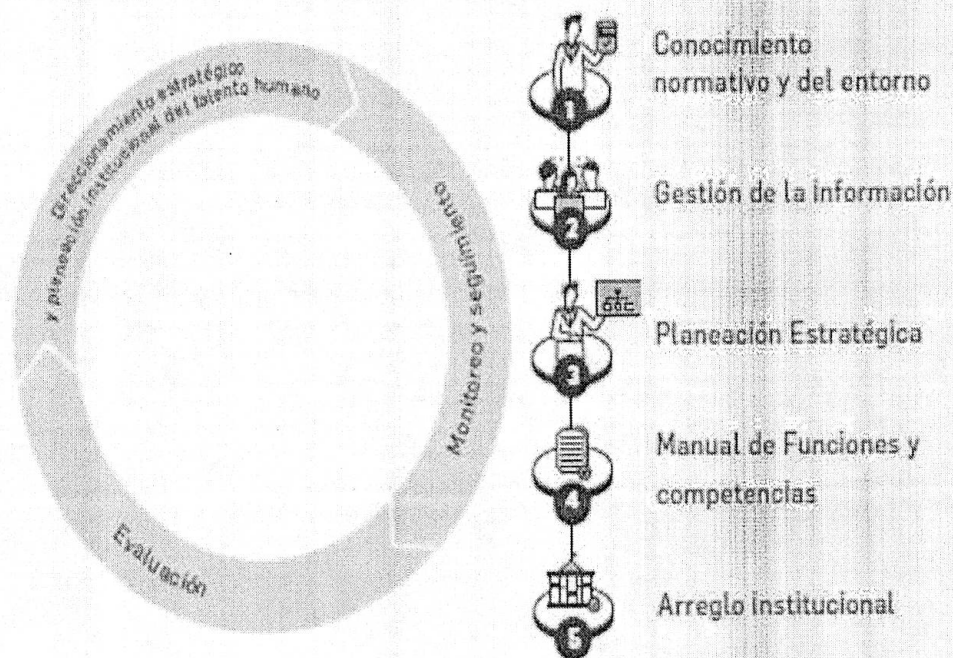 Direccionamiento estratégico
y planeación institucional del talento humano
Monitoreo y seguimiento
Evaluación
1
Conocimiento
normativo y del entorno
2
Gestión de la información
3
Planeación Estratégica
4
Manual de Funciones y
competencias
5
Arreglo institucional